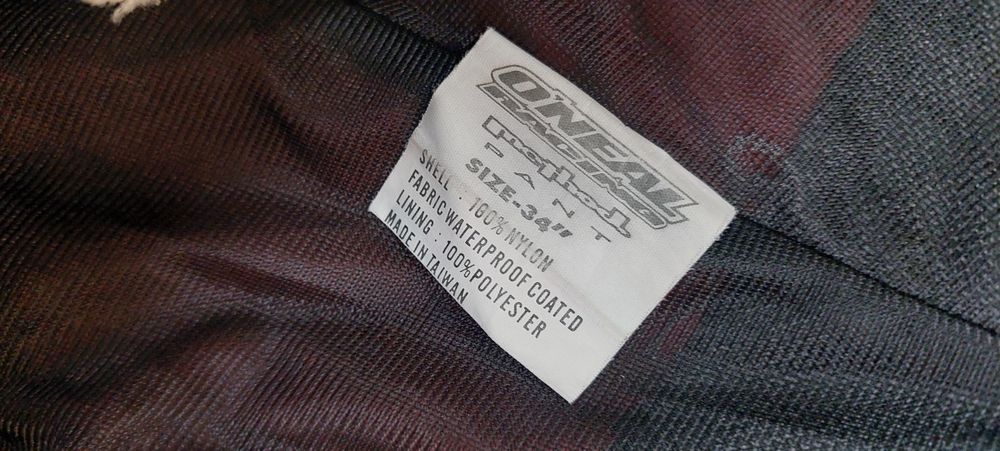 O'NEAL
RACING
PANT
SIZE-34"
SHELL : 100% NYLON
FABRIC WATERPROOF COATED
LINING : 100% POLYESTER
MADE IN TAIWAN